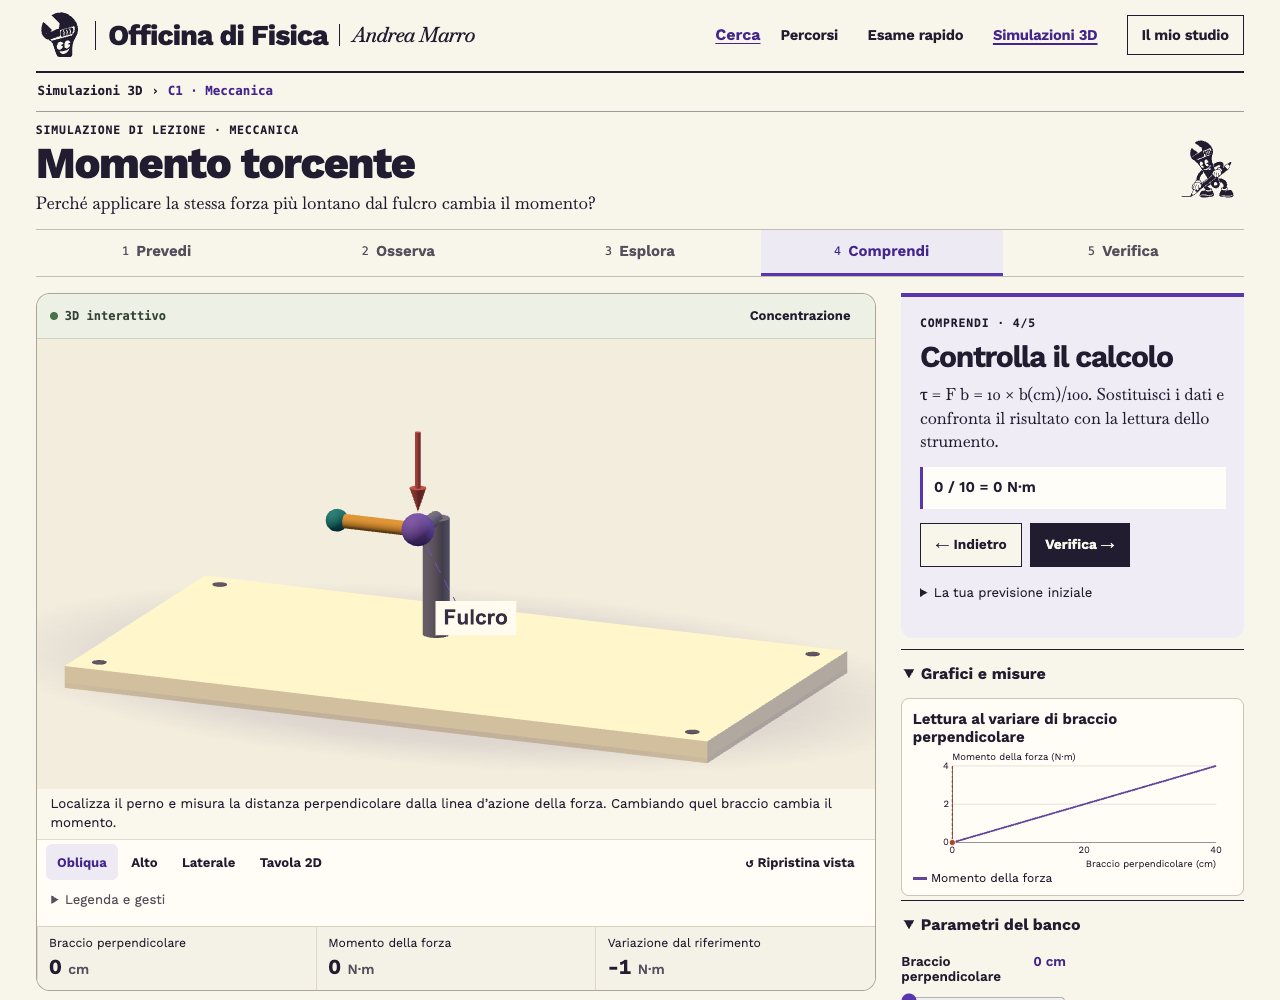 Officina di Fisica
Andrea Marro
Cerca
Percorsi
Esame rapido
Simulazioni 3D
Il mio studio
Simulazioni 3D › C1 · Meccanica
SIMULAZIONE DI LEZIONE · MECCANICA
Momento torcente
Perché applicare la stessa forza più lontano dal fulcro cambia il momento?
1 Prevedi
2 Osserva
3 Esplora
4 Comprendi
5 Verifica
3D interattivo
Concentrazione
Fulcro
Localizza il perno e misura la distanza perpendicolare dalla linea d’azione della forza. Cambiando quel braccio cambia il
momento.
Obliqua
Alto
Laterale
Tavola 2D
↺ Ripristina vista
▶ Legenda e gesti
Braccio perpendicolare
0 cm
Momento della forza
0 N·m
Variazione dal riferimento
-1 N·m
COMPRENDI · 4/5
Controlla il calcolo
τ = F b = 10 × b(cm)/100. Sostituisci i dati e
confronta il risultato con la lettura dello
strumento.
0 / 10 = 0 N·m
← Indietro
Verifica →
▶ La tua previsione iniziale
▼ Grafici e misure
Lettura al variare di braccio
perpendicolare
Momento della forza (N·m)
4
2
0
0
20
40
Braccio perpendicolare (cm)
Momento della forza
▼ Parametri del banco
Braccio
perpendicolare
0 cm